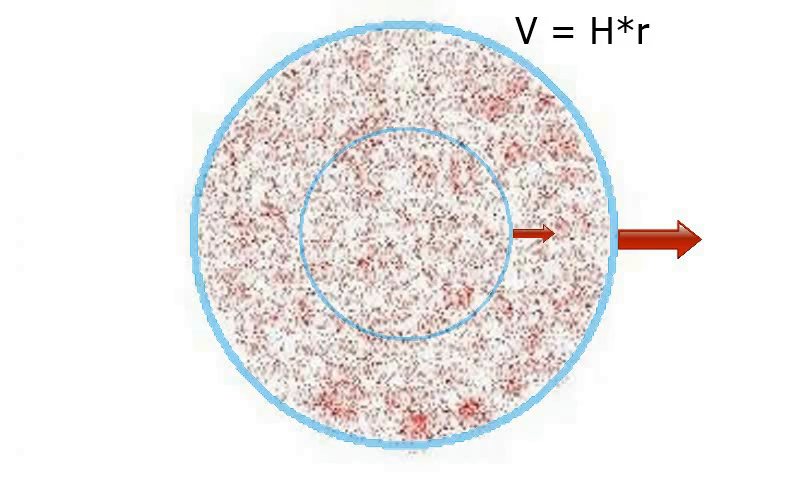 V = H*r